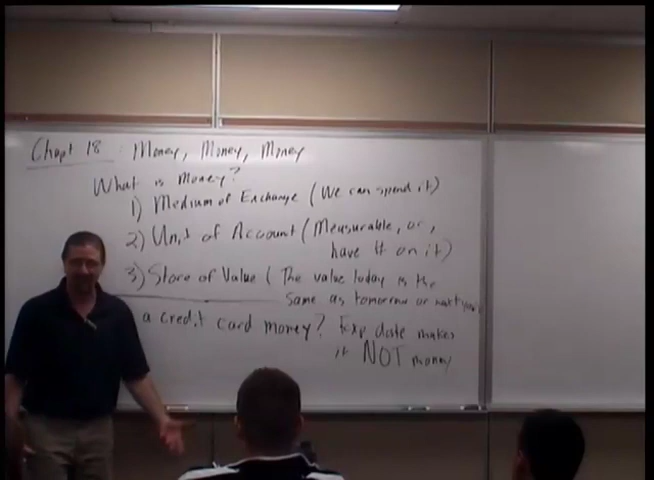 Chapt 18 Money, Money, Money
What is Money?
1) Medium of Exchange (We can spend it)
2) Unit of Account (Measurable, or,
have # on it)
3) Store of Value ( The value today is the
same as tomorrow or next
a credit card money? Exp date makes
it NOT money